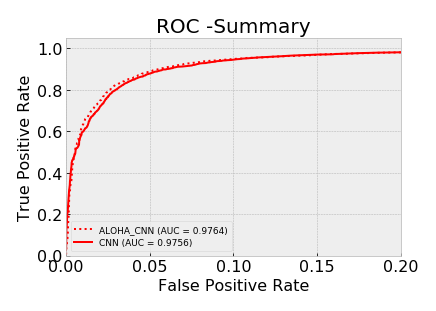 ROC -Summary
True Positive Rate
1.0
0.8
0.6
0.4
0.2
0.0
ALOHA_CNN (AUC = 0.9764)
CNN (AUC = 0.9756)
0.00 0.05 0.10 0.15 0.20
False Positive Rate